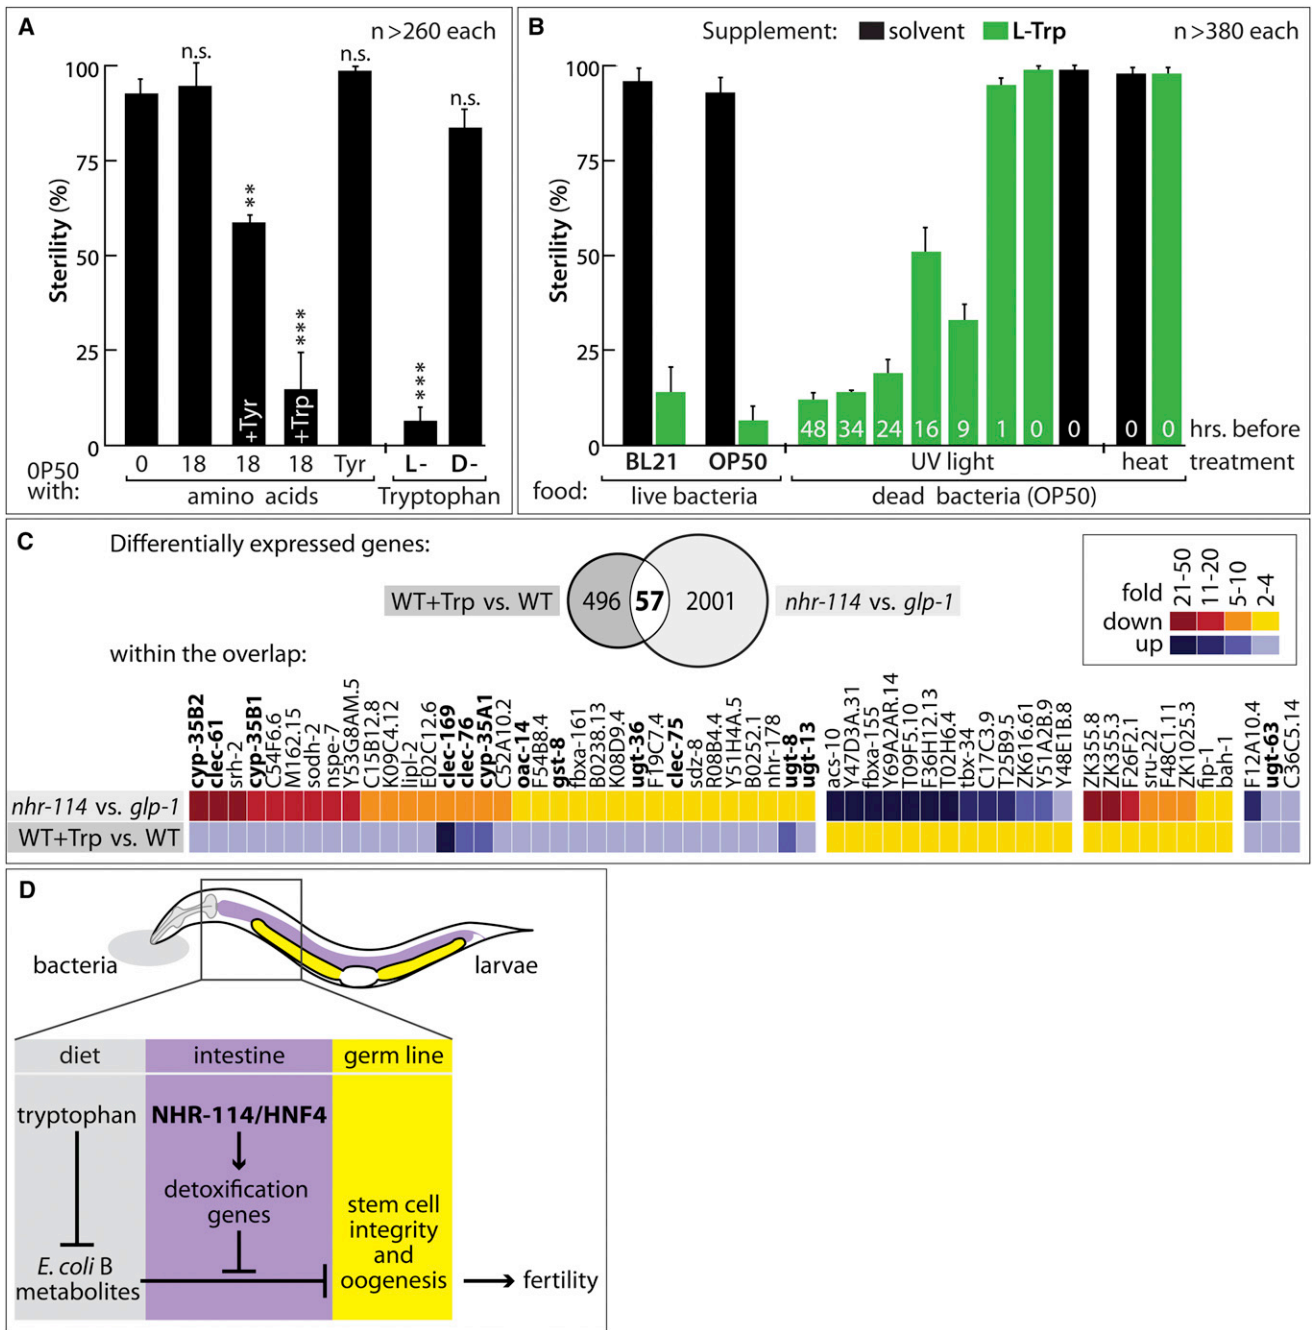 A
n >260 each
n.s.
n.s.
n.s.
**
***
***
100
75
50
25
0
Sterility (%)
+Tyr
+Trp
0 18 18 18 Tyr L- D-
0P50 with:
amino acids Tryptophan
B
Supplement: solvent L-Trp n >380 each
100
75
50
25
0
Sterility (%)
48 34 24 16 9 1 0 0 0 0 hrs. before
BL21 OP50 UV light heat treatment
food: live bacteria dead bacteria (OP50)
C
Differentially expressed genes:
WT+Trp vs. WT 496 57 2001 nhr-114 vs. glp-1
fold 21-50 11-20 5-10 2-4
down
up
within the overlap:
cyp-35B2
clec-61
srh-2
cyp-35B1
C54F6.6
M162.15
sodh-2
nspe-7
Y53G8AM.5
C15B12.8
K09C4.12
lipl-2
E02C12.6
clec-169
clec-76
cyp-35A1
C52A10.2
oac-14
F54B8.4
gst-8
fbxa-161
B0238.13
K08D9.4
ugt-36
F19C7.4
clec-75
sdz-8
R08B4.4
Y51H4A.5
B0252.1
nhr-178
ugt-8
ugt-13
acs-10
Y47D3A.31
fbxa-155
Y69A2AR.14
T09F5.10
F36H12.13
T02H6.4
tbx-34
C17C3.9
T25B9.5
ZK616.61
Y51A2B.9
Y48E1B.8
ZK355.8
ZK355.3
F26F2.1
sru-22
F48C1.11
ZK1025.3
fip-1
bah-1
F12A10.4
ugt-63
C36C5.14
nhr-114 vs. glp-1
WT+Trp vs. WT
D
bacteria
larvae
diet intestine germ line
tryptophan NHR-114/HNF4
detoxification
genes
stem cell
integrity
and
oogenesis
E. coli B
metabolites
fertility